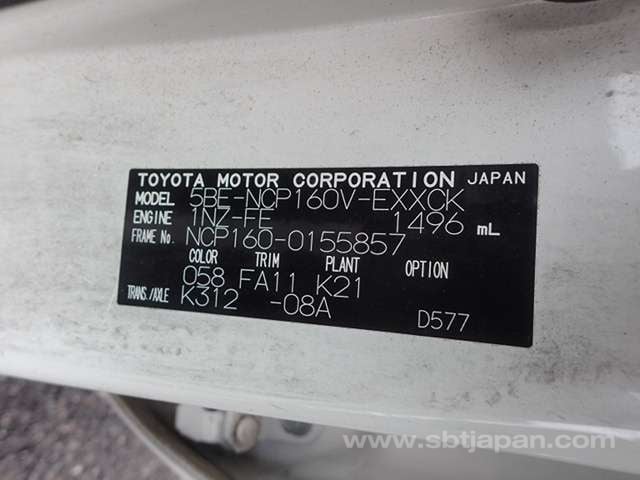 TOYOTA MOTOR CORPORATION JAPAN
MODEL 5BE-NCP160V-EXXCK
ENGINE 1NZ-FE 1496 mL
FRAME No. NCP160-0155857
COLOR TRIM PLANT OPTION
058 FA11 K21
TRANS./AXLE K312 -08A D577
www.sbtjapan.com